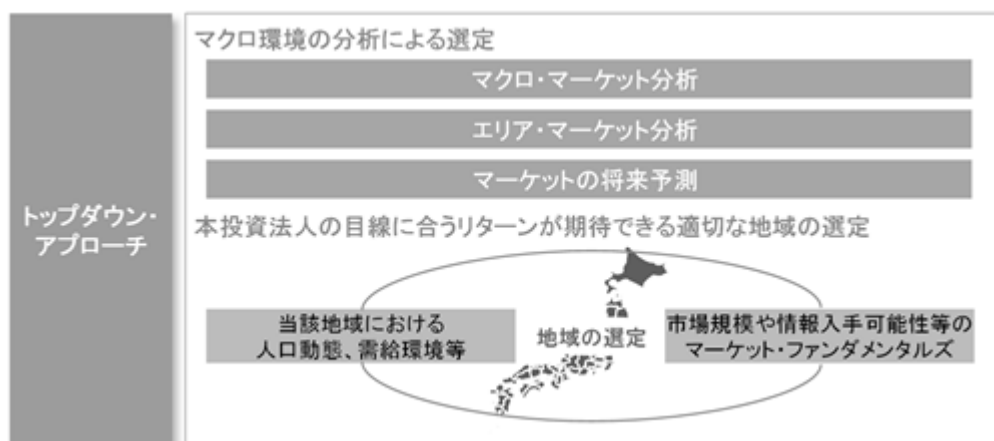 トップダウン・
アプローチ
マクロ環境の分析による選定
マクロ・マーケット分析
エリア・マーケット分析
マーケットの将来予測
本投資法人の目線に合うリターンが期待できる適切な地域の選定
当該地域における
人口動態、需給環境等
地域の選定
市場規模や情報入手可能性等の
マーケット・ファンダメンタルズ